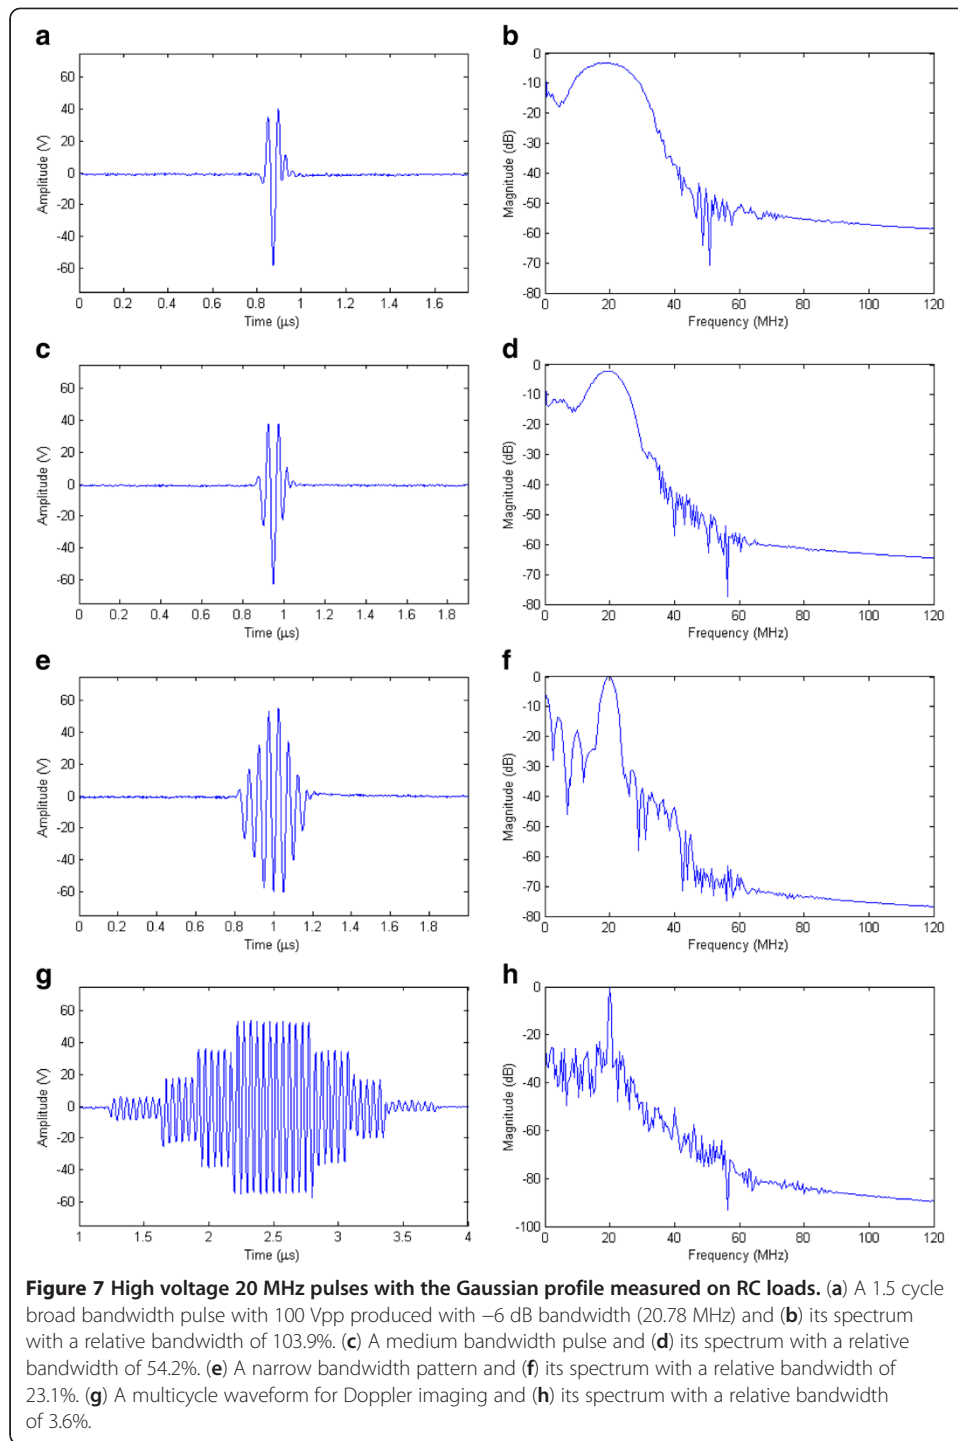 a
60
40
20
0
-20
-40
-60
Amplitude (V)
0 0.2 0.4 0.6 0.8 1 1.2 1.4 1.6
Time (μs)
b
0
-10
-20
-30
-40
-50
-60
-70
-80
Magnitude (dB)
0 20 40 60 80 100 120
Frequency (MHz)
c
60
40
20
0
-20
-40
-60
Amplitude (V)
0 0.2 0.4 0.6 0.8 1 1.2 1.4 1.6 1.8
Time (μs)
d
0
-10
-20
-30
-40
-50
-60
-70
-80
Magnitude (dB)
0 20 40 60 80 100 120
Frequency (MHz)
e
60
40
20
0
-20
-40
-60
Amplitude (V)
0 0.2 0.4 0.6 0.8 1 1.2 1.4 1.6 1.8
Time (μs)
f
0
-10
-20
-30
-40
-50
-60
-70
-80
Magnitude (dB)
0 20 40 60 80 100 120
Frequency (MHz)
g
60
40
20
0
-20
-40
-60
Amplitude (V)
1 1.5 2 2.5 3 3.5 4
Time (μs)
h
0
-20
-40
-60
-80
-100
Magnitude (dB)
0 20 40 60 80 100 120
Frequency (MHz)
Figure 7 High voltage 20 MHz pulses with the Gaussian profile measured on RC loads. (a) A 1.5 cycle
broad bandwidth pulse with 100 Vpp produced with −6 dB bandwidth (20.78 MHz) and (b) its spectrum
with a relative bandwidth of 103.9%. (c) A medium bandwidth pulse and (d) its spectrum with a relative
bandwidth of 54.2%. (e) A narrow bandwidth pattern and (f) its spectrum with a relative bandwidth of
23.1%. (g) A multicycle waveform for Doppler imaging and (h) its spectrum with a relative bandwidth
of 3.6%.